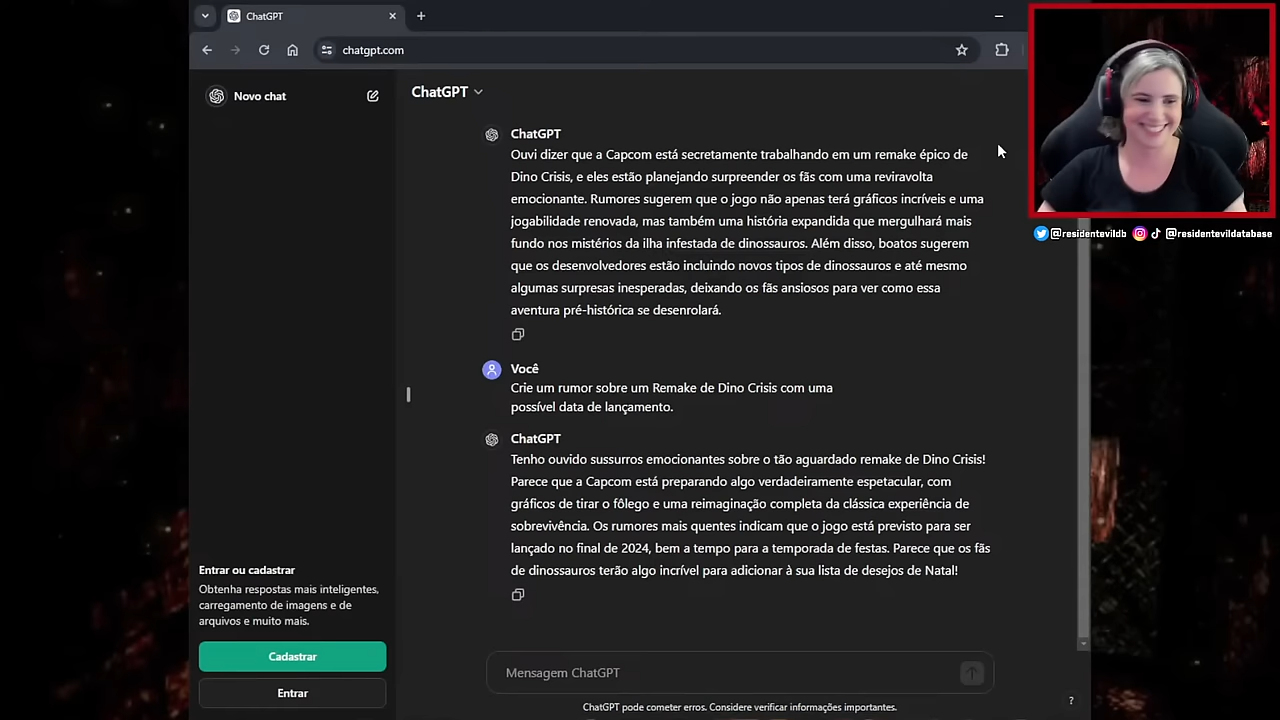 ChatGPT
chatgpt.com
Novo chat
ChatGPT
ChatGPT
Ouvi dizer que a Capcom está secretamente trabalhando em um remake épico de
Dino Crisis, e eles estão planejando surpreender os fãs com uma reviravolta
emocionante. Rumores sugerem que o jogo não apenas terá gráficos incríveis e uma
jogabilidade renovada, mas também uma história expandida que mergulhará mais
fundo nos mistérios da ilha infestada de dinossauros. Além disso, boatos sugerem
que os desenvolvedores estão incluindo novos tipos de dinossauros e até mesmo
algumas surpresas inesperadas, deixando os fãs ansiosos para ver como essa
aventura pré-histórica se desenrolará.
Você
Crie um rumor sobre um Remake de Dino Crisis com uma
possível data de lançamento.
ChatGPT
Tenho ouvido sussurros emocionantes sobre o tão aguardado remake de Dino Crisis!
Parece que a Capcom está preparando algo verdadeiramente espetacular, com
gráficos de tirar o fôlego e uma reimaginação completa da clássica experiência de
sobrevivência. Os rumores mais quentes indicam que o jogo está previsto para ser
lançado no final de 2024, bem a tempo para a temporada de festas. Parece que os fãs
de dinossauros terão algo incrível para adicionar à sua lista de desejos de Natal!
Entrar ou cadastrar
Obtenha respostas mais inteligentes,
carregamento de imagens e de
arquivos e muito mais.
Cadastrar
Entrar
Mensagem ChatGPT
ChatGPT pode cometer erros. Considere verificar informações importantes.
?
@residentevildb @residentevildatabase